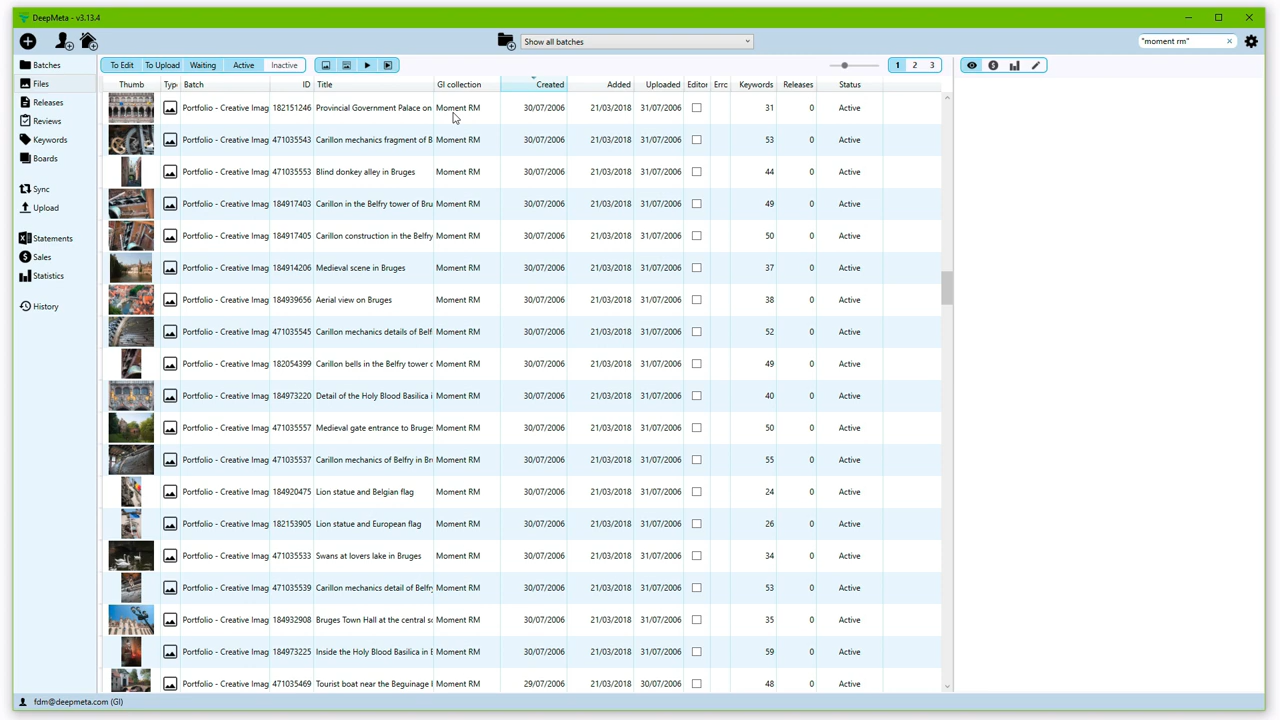 DeepMeta - v3.13.4
Show all batches
"moment rm"
Batches
Files
Releases
Reviews
Keywords
Boards
Sync
Upload
Statements
Sales
Statistics
History
To Edit To Upload Waiting Active Inactive
1 2 3
Thumb Type Batch ID Title GI collection Created Added Uploaded Editor Errc Keywords Releases Status
Portfolio - Creative Imag 182151246 Provincial Government Palace on Moment RM 30/07/2006 21/03/2018 31/07/2006 31 0 Active
Portfolio - Creative Imag 471035543 Carillon mechanics fragment of B Moment RM 30/07/2006 21/03/2018 31/07/2006 53 0 Active
Portfolio - Creative Imag 471035553 Blind donkey alley in Bruges Moment RM 30/07/2006 21/03/2018 31/07/2006 44 0 Active
Portfolio - Creative Imag 184917403 Carillon in the Belfry tower of Bru Moment RM 30/07/2006 21/03/2018 31/07/2006 49 0 Active
Portfolio - Creative Imag 184917405 Carillon construction in the Belfry Moment RM 30/07/2006 21/03/2018 31/07/2006 50 0 Active
Portfolio - Creative Imag 184914206 Medieval scene in Bruges Moment RM 30/07/2006 21/03/2018 31/07/2006 37 0 Active
Portfolio - Creative Imag 184939656 Aerial view on Bruges Moment RM 30/07/2006 21/03/2018 31/07/2006 38 0 Active
Portfolio - Creative Imag 471035545 Carillon mechanics details of Belf Moment RM 30/07/2006 21/03/2018 31/07/2006 52 0 Active
Portfolio - Creative Imag 182054399 Carillon bells in the Belfry tower c Moment RM 30/07/2006 21/03/2018 31/07/2006 49 0 Active
Portfolio - Creative Imag 184973220 Detail of the Holy Blood Basilica i Moment RM 30/07/2006 21/03/2018 31/07/2006 40 0 Active
Portfolio - Creative Imag 471035557 Medieval gate entrance to Bruges Moment RM 30/07/2006 21/03/2018 31/07/2006 50 0 Active
Portfolio - Creative Imag 471035537 Carillon mechanics of Belfry in Br Moment RM 30/07/2006 21/03/2018 31/07/2006 55 0 Active
Portfolio - Creative Imag 184920475 Lion statue and Belgian flag Moment RM 30/07/2006 21/03/2018 31/07/2006 24 0 Active
Portfolio - Creative Imag 182153905 Lion statue and European flag Moment RM 30/07/2006 21/03/2018 31/07/2006 26 0 Active
Portfolio - Creative Imag 471035533 Swans at lovers lake in Bruges Moment RM 30/07/2006 21/03/2018 31/07/2006 34 0 Active
Portfolio - Creative Imag 471035539 Carillon mechanics detail of Belfr Moment RM 30/07/2006 21/03/2018 31/07/2006 53 0 Active
Portfolio - Creative Imag 184932908 Bruges Town Hall at the central s Moment RM 30/07/2006 21/03/2018 31/07/2006 35 0 Active
Portfolio - Creative Imag 184973225 Inside the Holy Blood Basilica in B Moment RM 30/07/2006 21/03/2018 31/07/2006 59 0 Active
Portfolio - Creative Imag 471035469 Tourist boat near the Beguinage Moment RM 29/07/2006 21/03/2018 30/07/2006 48 0 Active
fdm@deepmeta.com (GI)